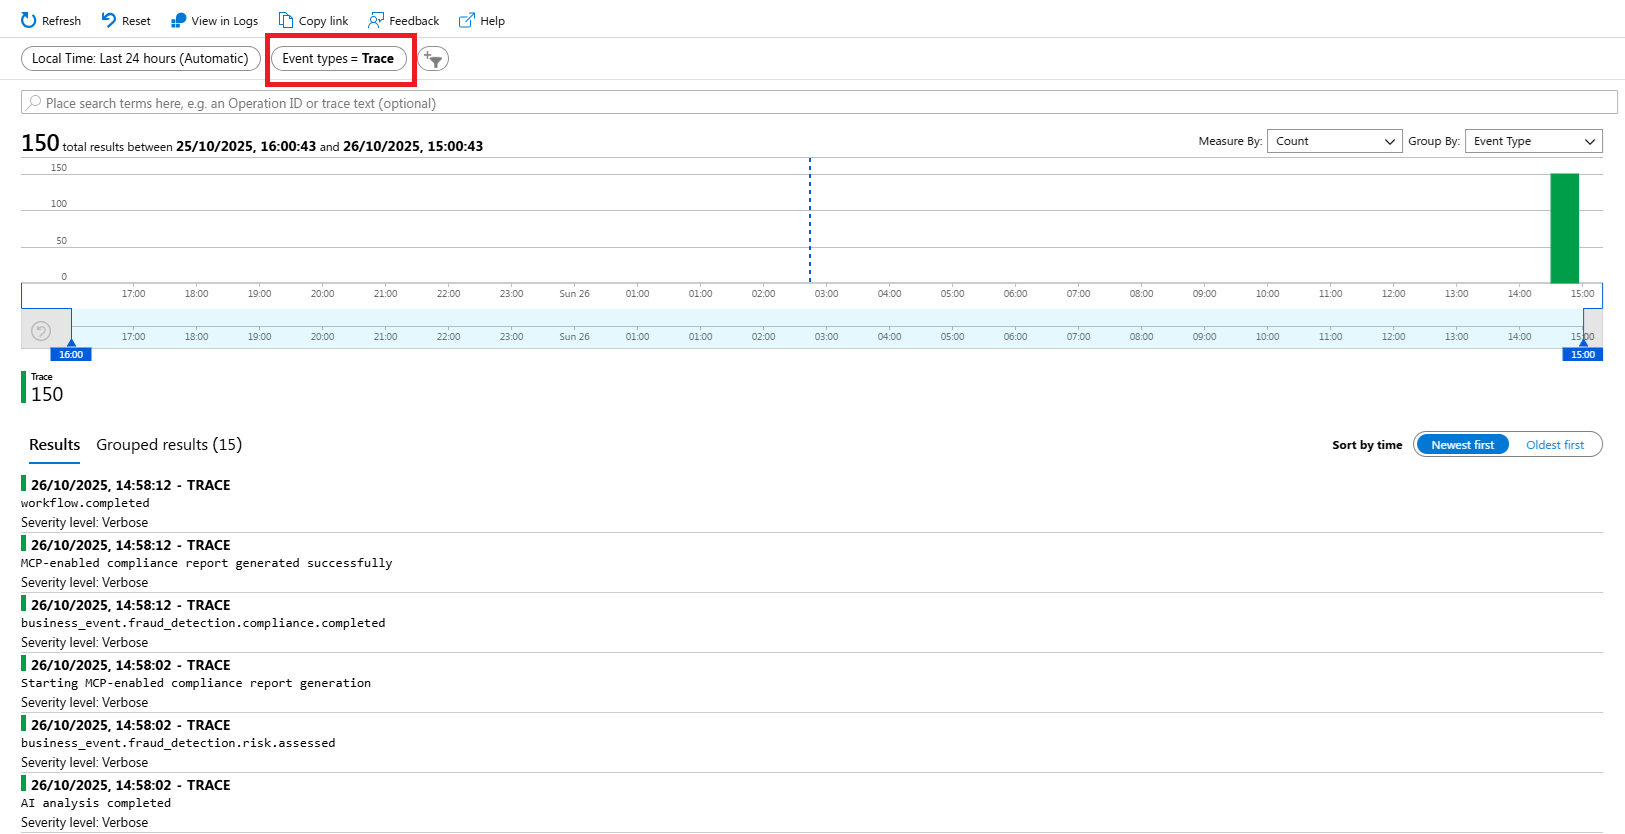 Refresh Reset View in Logs Copy link Feedback Help
Local Time: Last 24 hours (Automatic) Event types = Trace
Place search terms here, e.g. an Operation ID or trace text (optional)
150 total results between 25/10/2025, 16:00:43 and 26/10/2025, 15:00:43
Measure By: Count Group By: Event Type
150
100
50
0
17:00 18:00 19:00 20:00 21:00 22:00 23:00 Sun 26 01:00 01:00 02:00 03:00 04:00 05:00 06:00 07:00 08:00 09:00 10:00 11:00 12:00 13:00 14:00 15:00
17:00 18:00 19:00 20:00 21:00 22:00 23:00 Sun 26 01:00 01:00 02:00 03:00 04:00 05:00 06:00 07:00 08:00 09:00 10:00 11:00 12:00 13:00 14:00 15:00
16:00 15:00
Trace
150
Results Grouped results (15)
Sort by time Newest first Oldest first
26/10/2025, 14:58:12 - TRACE
workflow.completed
Severity level: Verbose
26/10/2025, 14:58:12 - TRACE
MCP-enabled compliance report generated successfully
Severity level: Verbose
26/10/2025, 14:58:12 - TRACE
business_event.fraud_detection.compliance.completed
Severity level: Verbose
26/10/2025, 14:58:02 - TRACE
Starting MCP-enabled compliance report generation
Severity level: Verbose
26/10/2025, 14:58:02 - TRACE
business_event.fraud_detection.risk.assessed
Severity level: Verbose
26/10/2025, 14:58:02 - TRACE
AI analysis completed
Severity level: Verbose